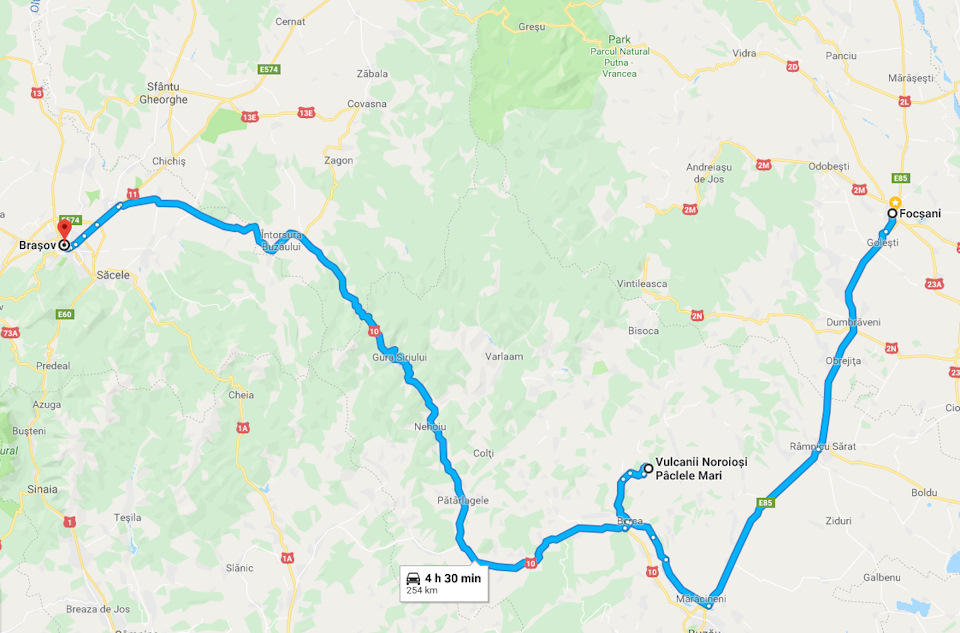 Cernat
Greșu
Park
Parcul Natural
Putna -
Vrancea
Vidra
2D
Panciu
E574
Zăbala
Mărășești
Sfântu
Gheorghe
13
Covasna
2L
13E
13E
Chichiș
Zagon
Andreiașu
de Jos
2M
Odobești
E85
11
2M
2M
E574
Focșani
Brașov
Întorsura
Buzăului
Golești
Săcele
Vintileasca
23A
E60
2N
Dumbrăveni
73A
10
Bisoca
2N
Gura Siriului
Varlaam
Obrejița
Predeal
Cheia
Azuga
Bușteni
1A
Nehoiu
Râmnicu Sărat
Colți
Vulcanii Noroioși
Pâclele Mari
Sinaia
Pătârlagele
E85
Boldu
Teșila
1
Berca
Ziduri
1A
Slănic
10
10
4 h 30 min
254 km
Galbenu
Breaza de Jos
Mărăcineni
Buzău